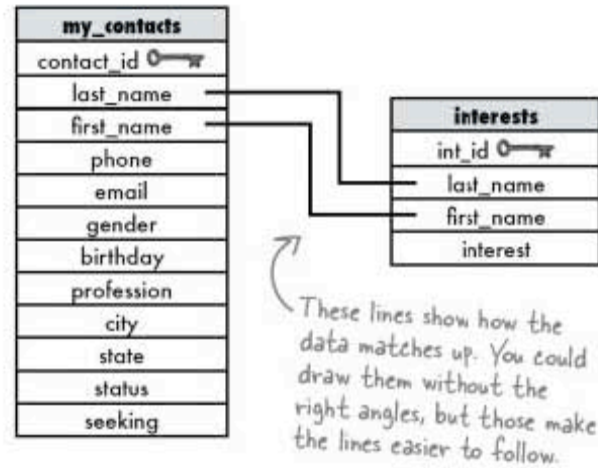 my_contacts
contact_id
last_name
first_name
phone
email
gender
birthday
profession
city
state
status
seeking
interests
int_id
last_name
first_name
interest
These lines show how the
data matches up. You could
draw them without the
right angles, but those make
the lines easier to follow.